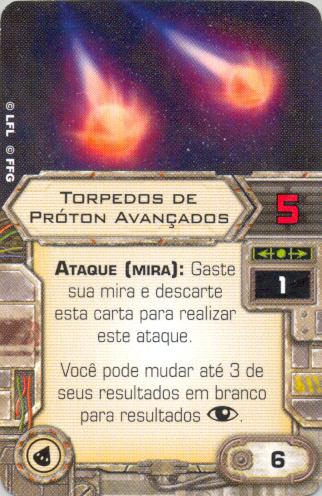 © LFL © FFG
Torpedos de
Próton Avançados
5
1
Ataque (mira): Gaste
sua mira e descarte
esta carta para realizar
este ataque.
Você pode mudar até 3 de
seus resultados em branco
para resultados .
6